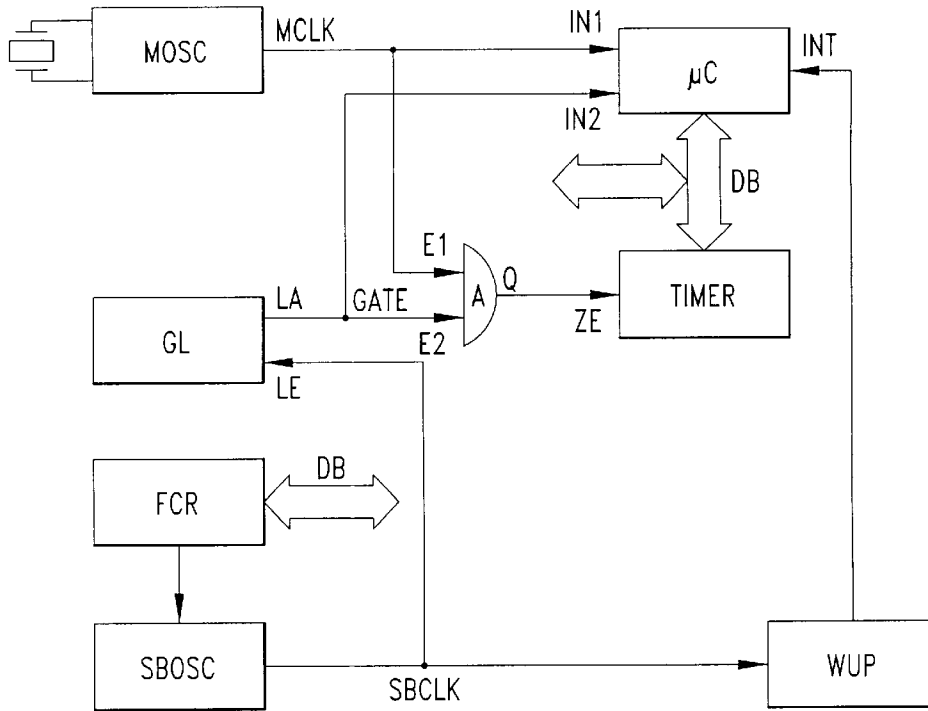 MOSC
MCLK
IN1
µC
INT
IN2
DB
E1
A
Q
TIMER
ZE
GL
LA
GATE
E2
LE
FCR
DB
SBOSC
SBCLK
WUP